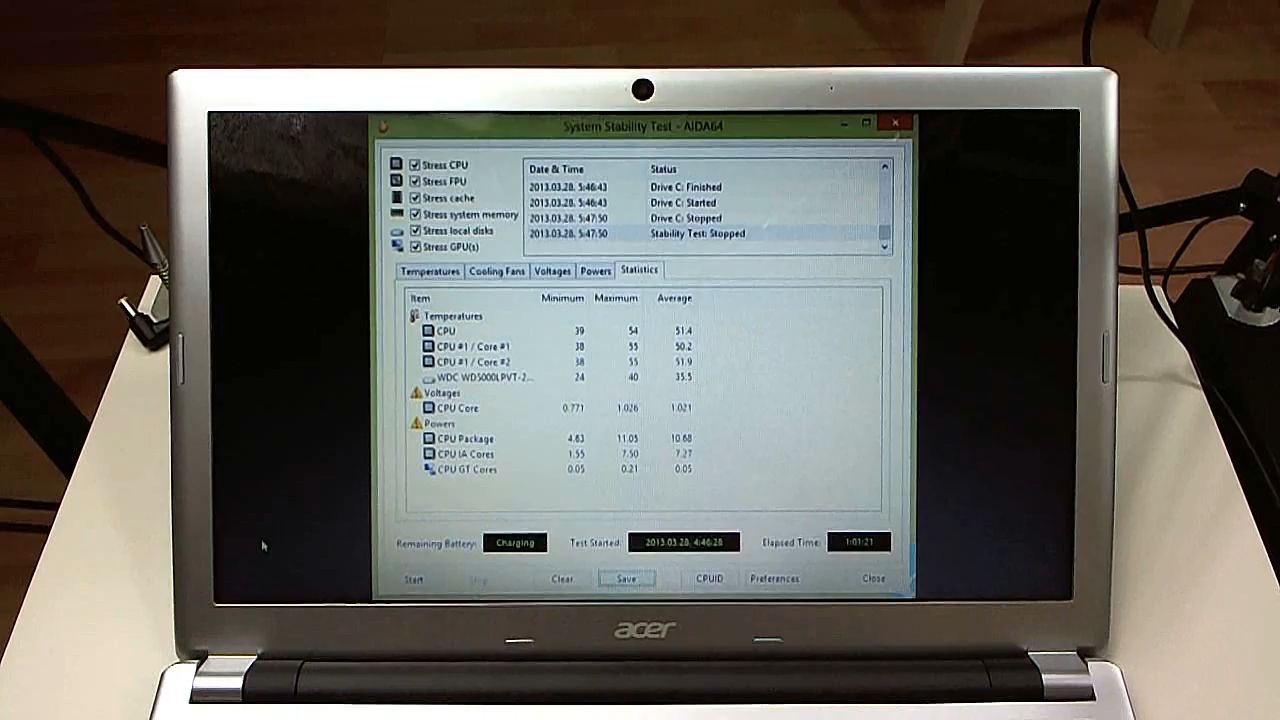 System Stability Test - AIDA64
Stress CPU
Stress FPU
Stress cache
Stress system memory
Stress local disks
Stress GPU(s)
Date & Time Status
2013.03.28. 5:46:43 Drive C: Finished
2013.03.28. 5:46:43 Drive C: Started
2013.03.28. 5:47:50 Drive C: Stopped
2013.03.28. 5:47:50 Stability Test: Stopped
Temperatures Cooling Fans Voltages Powers Statistics
Item Minimum Maximum Average
Temperatures
CPU 39 54 51.4
CPU #1 / Core #1 38 55 50.2
CPU #1 / Core #2 38 55 51.9
WDC WD5000LPVT-2... 24 40 35.5
Voltages
CPU Core 0.771 1.026 1.021
Powers
CPU Package 4.63 11.05 10.68
CPU IA Cores 1.55 7.50 7.27
CPU GT Cores 0.05 0.21 0.05
Remaining Battery: Charging Test Started: 2013.03.28. 4:46:28 Elapsed Time: 1:01:21
Start Stop Clear Save CPUID Preferences Close
acer